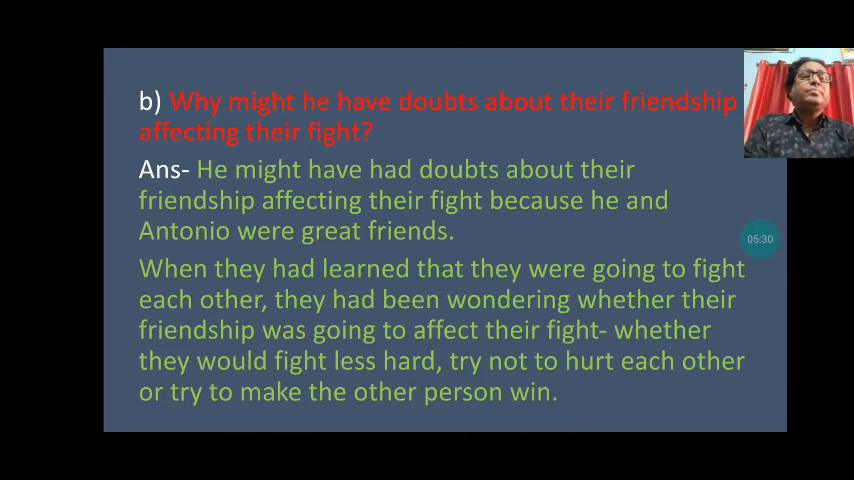 b) Why might he have doubts about their friendship
affecting their fight?
Ans- He might have had doubts about their
friendship affecting their fight because he and
Antonio were great friends.
05:30
When they had learned that they were going to fight
each other, they had been wondering whether their
friendship was going to affect their fight- whether
they would fight less hard, try not to hurt each other
or try to make the other person win.